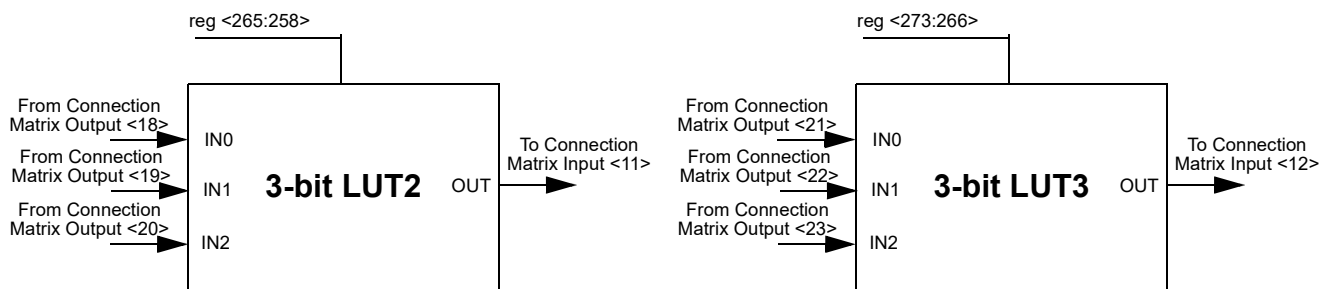 reg <265:258>
From Connection
Matrix Output <18>
IN0
From Connection
Matrix Output <19>
IN1
From Connection
Matrix Output <20>
IN2
3-bit LUT2
OUT
To Connection
Matrix Input <11>
reg <273:266>
From Connection
Matrix Output <21>
IN0
From Connection
Matrix Output <22>
IN1
From Connection
Matrix Output <23>
IN2
3-bit LUT3
OUT
To Connection
Matrix Input <12>